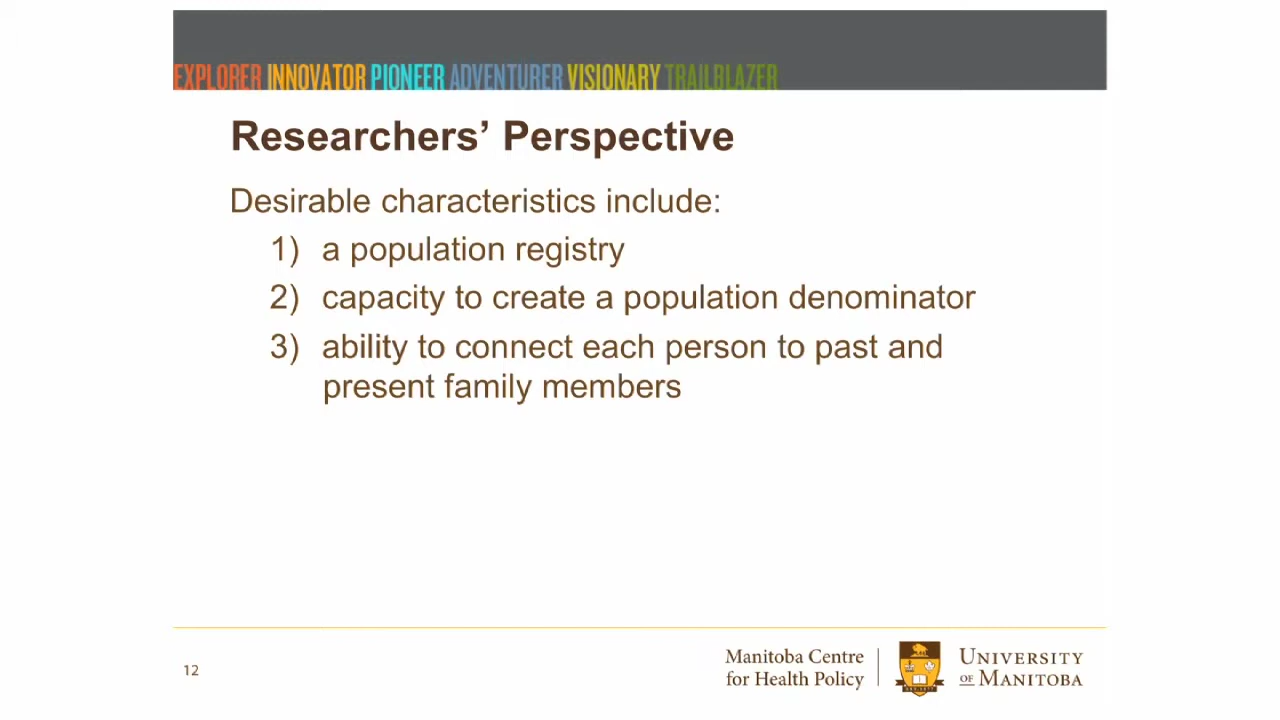 EXPLORER INNOVATOR PIONEER ADVENTURER VISIONARY TRAILBLAZER
Researchers’ Perspective
Desirable characteristics include:
1) a population registry
2) capacity to create a population denominator
3) ability to connect each person to past and
present family members
12
Manitoba Centre
for Health Policy
UNIVERSITY
OF MANITOBA